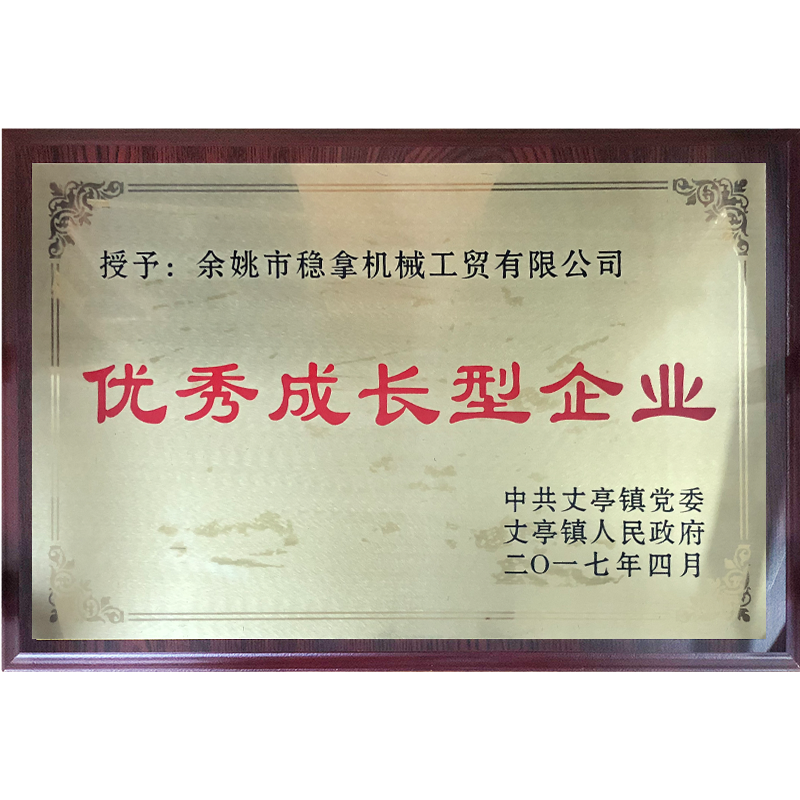 授予：余姚市稳拿机械工贸有限公司
优秀成长型企业
中共丈亭镇党委
丈亭镇人民政府
二〇一七年四月